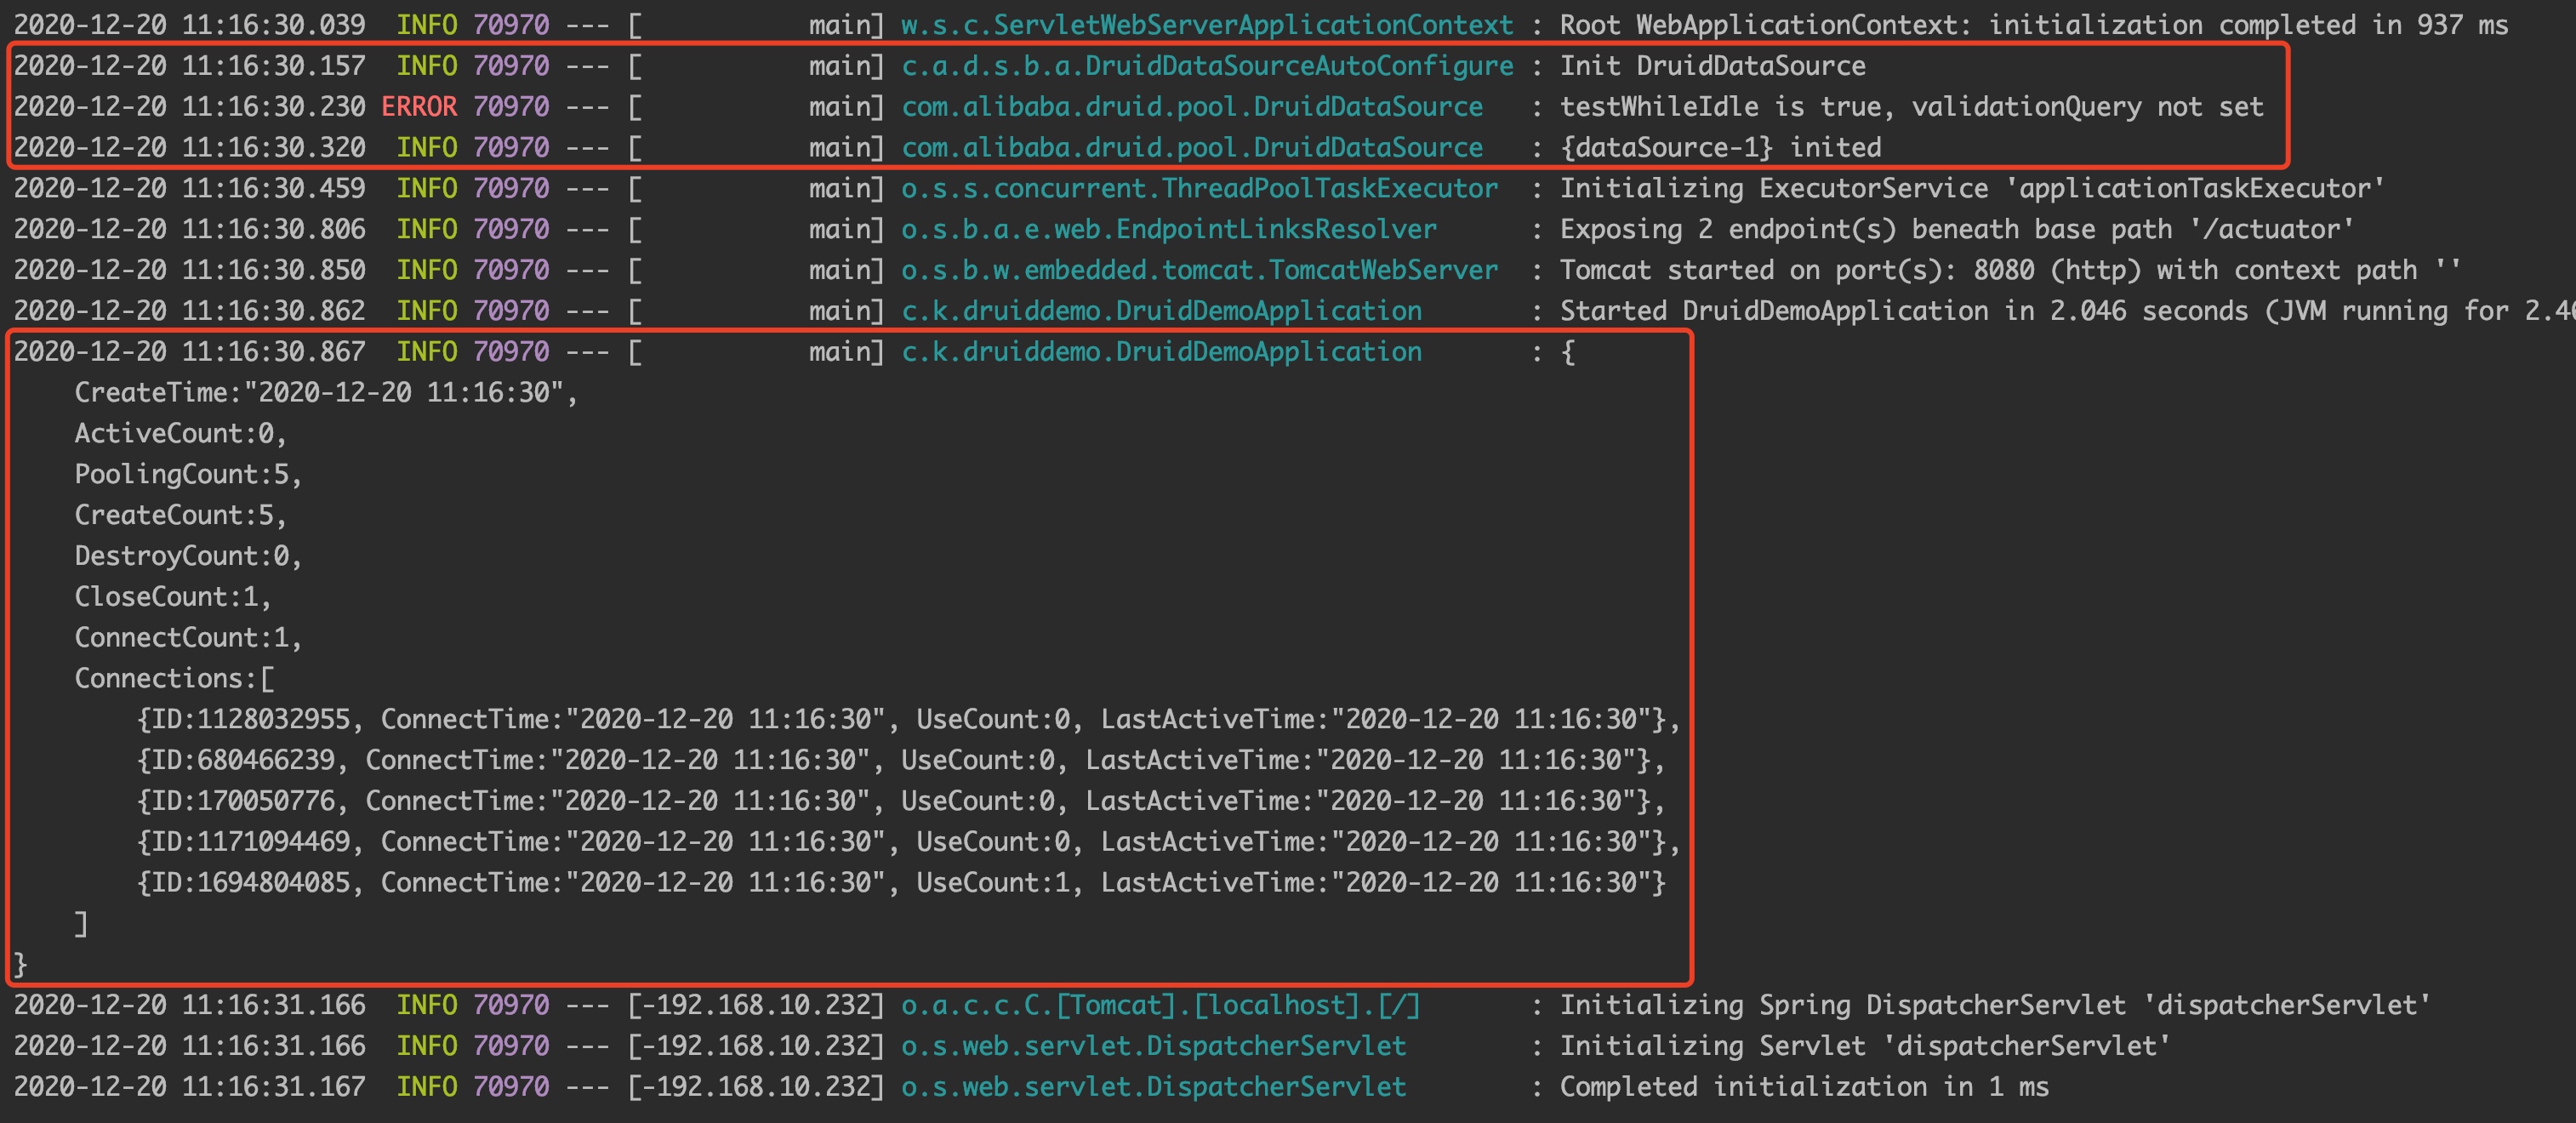 2020-12-20 11:16:30.039  INFO 70970 --- [           main] w.s.c.ServletWebServerApplicationContext : Root WebApplicationContext: initialization completed in 937 ms
2020-12-20 11:16:30.157  INFO 70970 --- [           main] c.a.d.s.b.a.DruidDataSourceAutoConfigure : Init DruidDataSource
2020-12-20 11:16:30.230 ERROR 70970 --- [           main] com.alibaba.druid.pool.DruidDataSource   : testWhileIdle is true, validationQuery not set
2020-12-20 11:16:30.320  INFO 70970 --- [           main] com.alibaba.druid.pool.DruidDataSource   : {dataSource-1} inited
2020-12-20 11:16:30.459  INFO 70970 --- [           main] o.s.s.concurrent.ThreadPoolTaskExecutor  : Initializing ExecutorService 'applicationTaskExecutor'
2020-12-20 11:16:30.806  INFO 70970 --- [           main] o.s.b.a.e.web.EndpointLinksResolver      : Exposing 2 endpoint(s) beneath base path '/actuator'
2020-12-20 11:16:30.850  INFO 70970 --- [           main] o.s.b.w.embedded.tomcat.TomcatWebServer  : Tomcat started on port(s): 8080 (http) with context path ''
2020-12-20 11:16:30.862  INFO 70970 --- [           main] c.k.druiddemo.DruidDemoApplication       : Started DruidDemoApplication in 2.046 seconds (JVM running for
2020-12-20 11:16:30.867  INFO 70970 --- [           main] c.k.druiddemo.DruidDemoApplication       : {
    CreateTime:"2020-12-20 11:16:30",
    ActiveCount:0,
    PoolingCount:5,
    CreateCount:5,
    DestroyCount:0,
    CloseCount:1,
    ConnectCount:1,
    Connections:[
        {ID:1128032955, ConnectTime:"2020-12-20 11:16:30", UseCount:0, LastActiveTime:"2020-12-20 11:16:30"},
        {ID:680466239, ConnectTime:"2020-12-20 11:16:30", UseCount:0, LastActiveTime:"2020-12-20 11:16:30"},
        {ID:170050776, ConnectTime:"2020-12-20 11:16:30", UseCount:0, LastActiveTime:"2020-12-20 11:16:30"},
        {ID:1171094469, ConnectTime:"2020-12-20 11:16:30", UseCount:0, LastActiveTime:"2020-12-20 11:16:30"},
        {ID:1694804085, ConnectTime:"2020-12-20 11:16:30", UseCount:1, LastActiveTime:"2020-12-20 11:16:30"}
    ]
}
2020-12-20 11:16:31.166  INFO 70970 --- [-192.168.10.232] o.a.c.c.C.[Tomcat].[localhost].[/]       : Initializing Spring DispatcherServlet 'dispatcherServlet'
2020-12-20 11:16:31.166  INFO 70970 --- [-192.168.10.232] o.s.web.servlet.DispatcherServlet        : Initializing Servlet 'dispatcherServlet'
2020-12-20 11:16:31.167  INFO 70970 --- [-192.168.10.232] o.s.web.servlet.DispatcherServlet        : Completed initialization in 1 ms